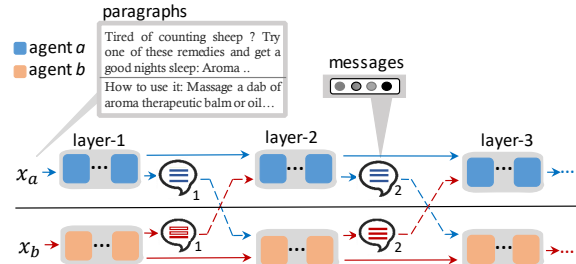 paragraphs
Tired of counting sheep ? Try
one of these remedies and get a
good nights sleep: Aroma ..
How to use it: Massage a dab of
aroma therapeutic balm or oil…
agent a
agent b
messages
layer-1
layer-2
layer-3
x_a
1
2
x_b
1
2